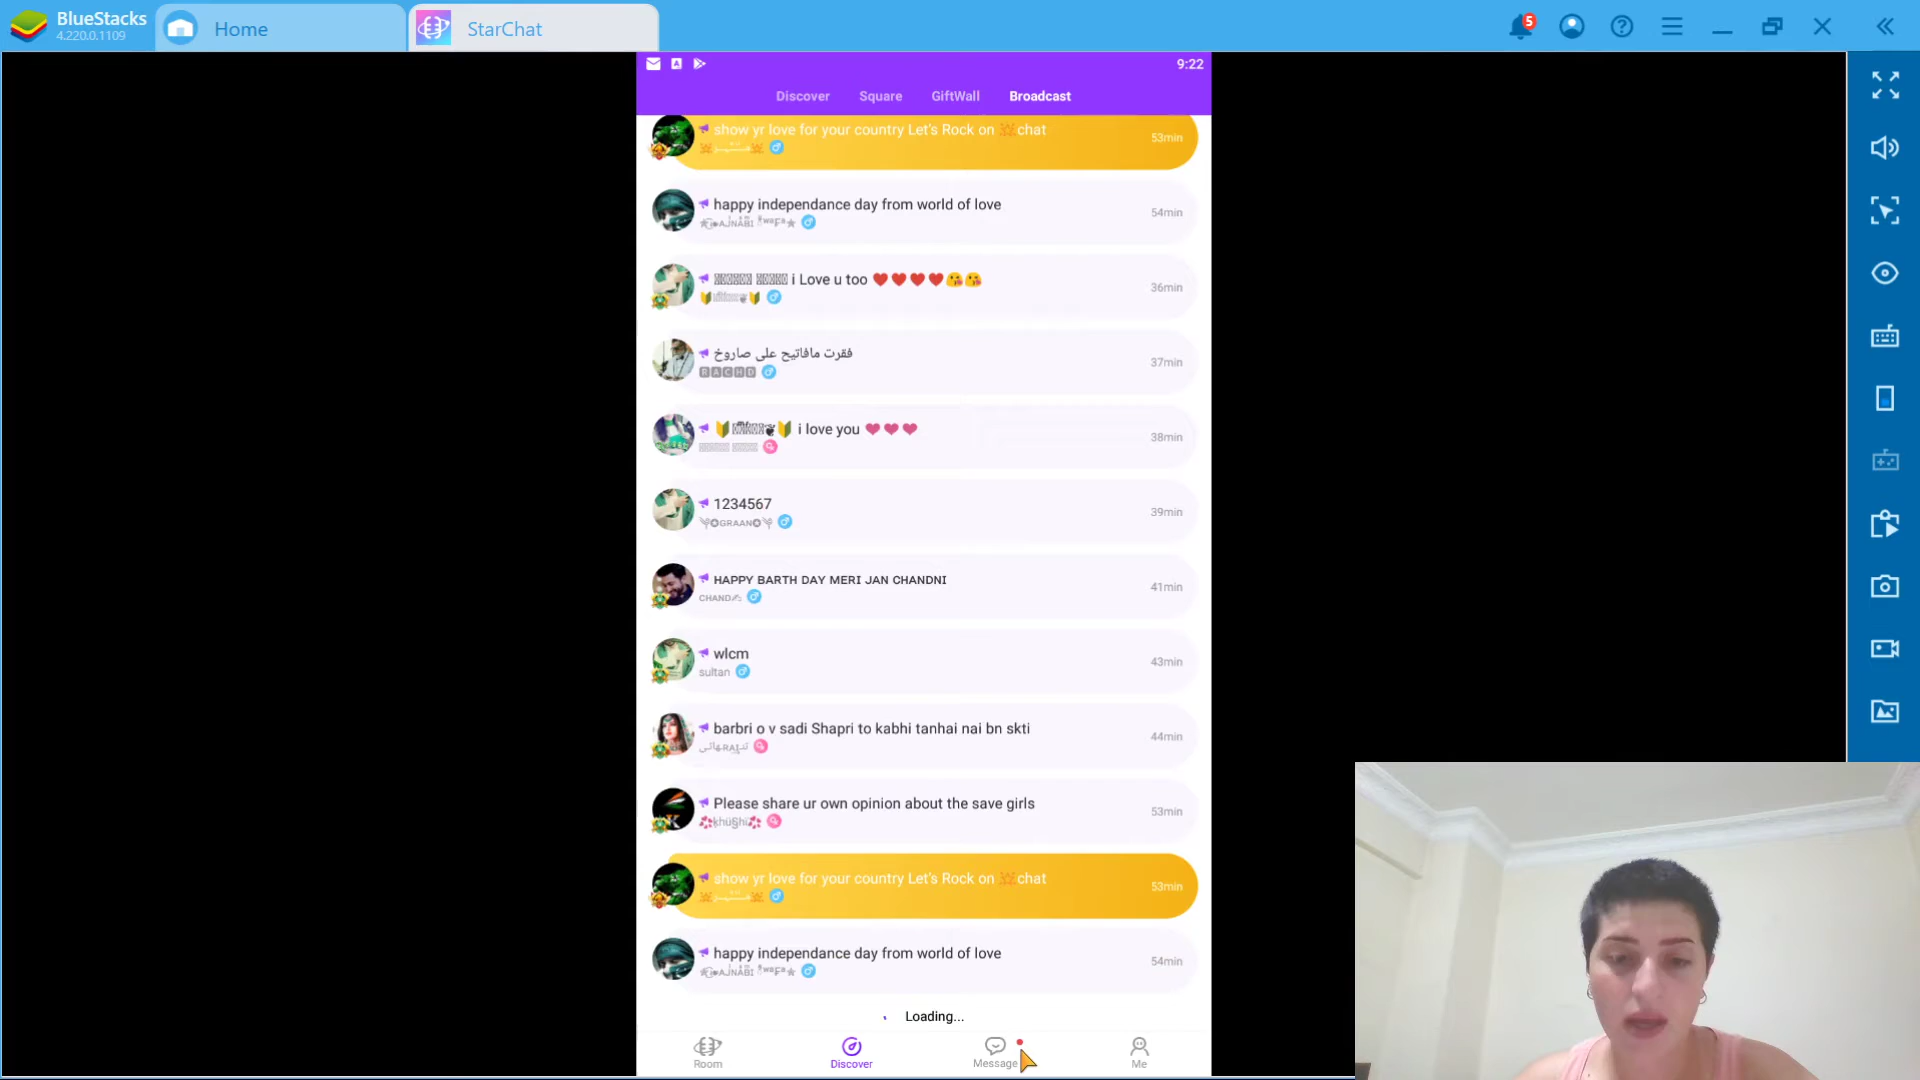 BlueStacks
4.220.0.1109
Home
StarChat
5
9:22
Discover
Square
GiftWall
Broadcast
show yr love for your country Let's Rock on chat
53min
happy independance day from world of love
54min
i Love u too
36min
فقرت مافاتيح على صاروخ
RACHD
37min
i love you
38min
1234567
GRAAN
39min
HAPPY BARTH DAY MERI JAN CHANDNI
CHAND
41min
wlcm
sultan
43min
barbri o v sadi Shapri to kabhi tanhai nai bn skti
44min
Please share ur own opinion about the save girls
53min
show yr love for your country Let's Rock on chat
53min
happy independance day from world of love
54min
Loading...
Room
Discover
Message
Me